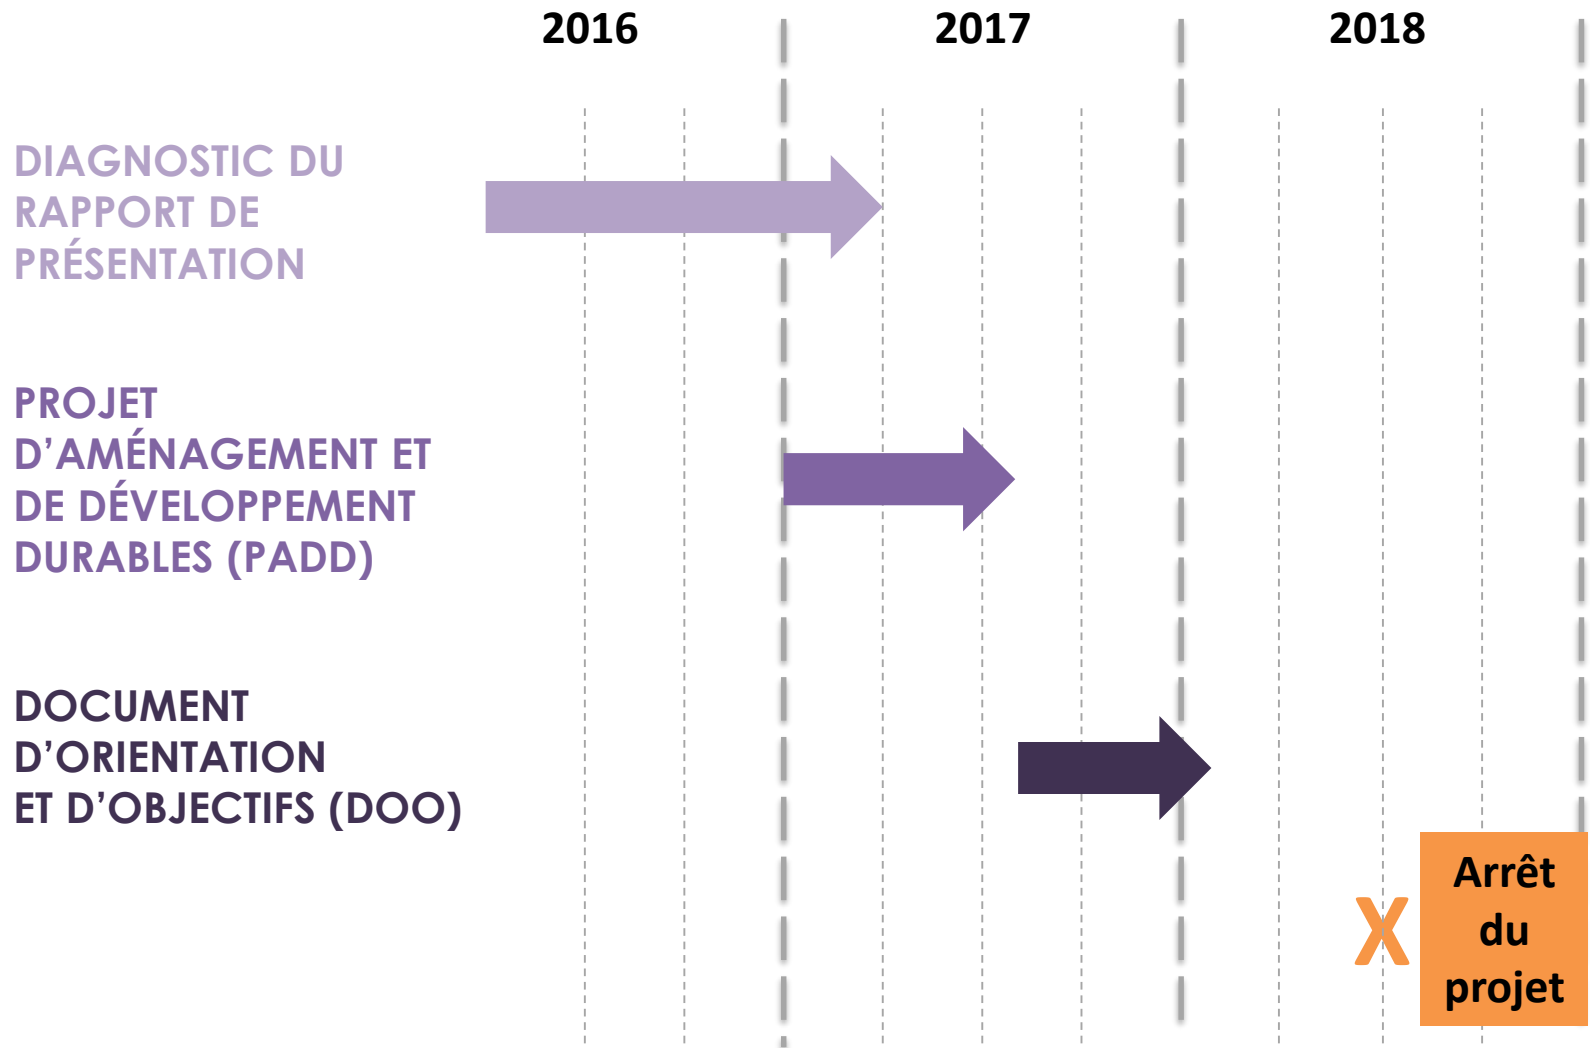 2016
2017
2018
DIAGNOSTIC DU
RAPPORT DE
PRÉSENTATION
PROJET
D’AMÉNAGEMENT ET
DE DÉVELOPPEMENT
DURABLES (PADD)
DOCUMENT
D’ORIENTATION
ET D’OBJECTIFS (DOO)
X
Arrêt
du
projet